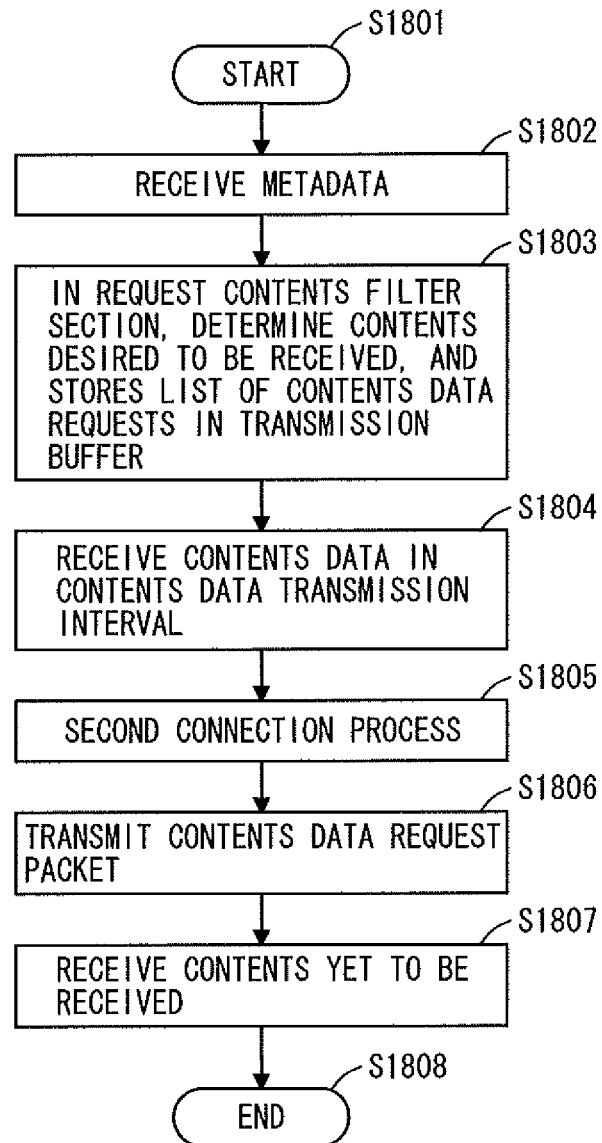 S1801
START
S1802
RECEIVE METADATA
S1803
IN REQUEST CONTENTS FILTER
SECTION, DETERMINE CONTENTS
DESIRED TO BE RECEIVED, AND
STORES LIST OF CONTENTS DATA
REQUESTS IN TRANSMISSION
BUFFER
S1804
RECEIVE CONTENTS DATA IN
CONTENTS DATA TRANSMISSION
INTERVAL
S1805
SECOND CONNECTION PROCESS
S1806
TRANSMIT CONTENTS DATA REQUEST
PACKET
S1807
RECEIVE CONTENTS YET TO BE
RECEIVED
S1808
END